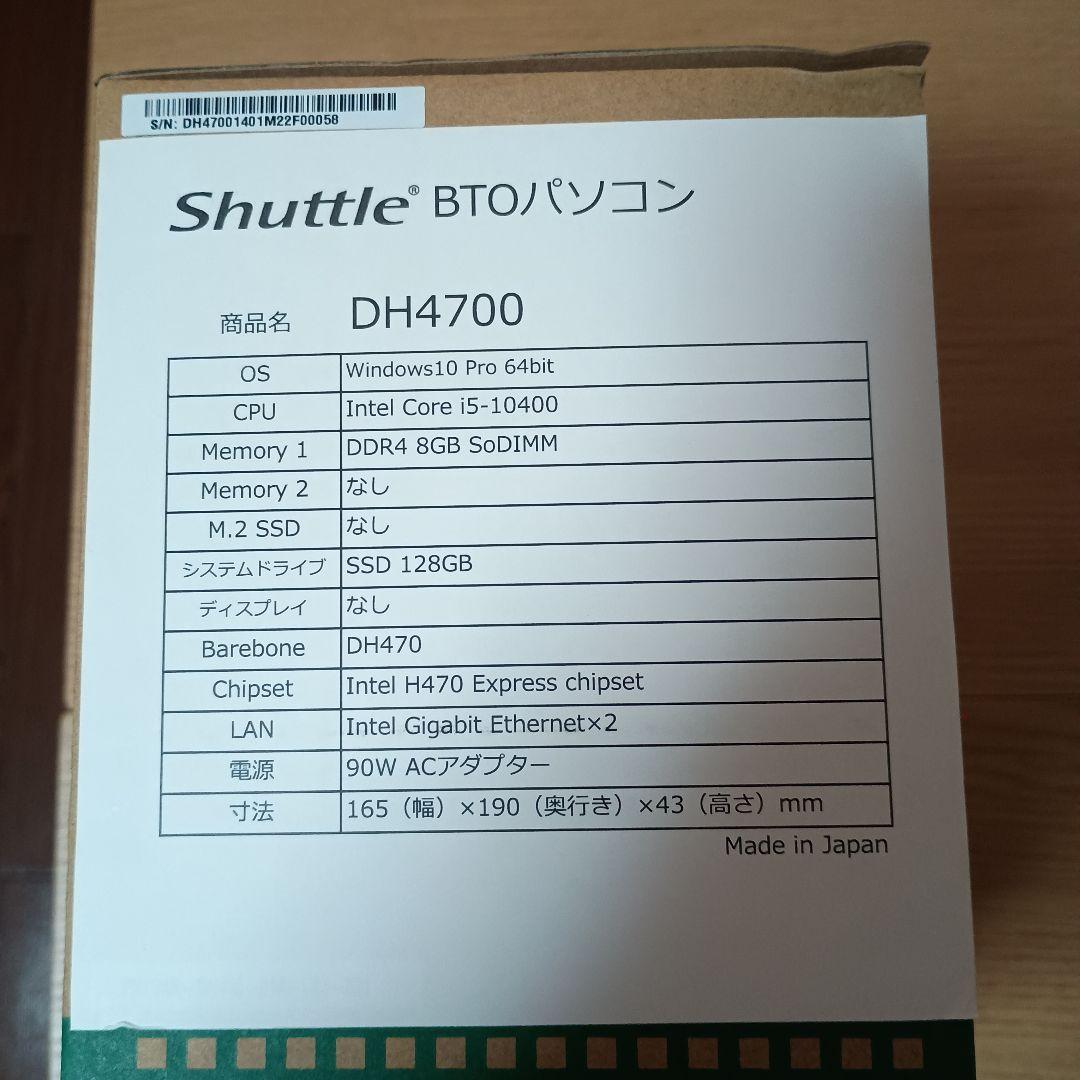 S/N: DH47001401M22F00058
Shuttle® BTOパソコン
商品名 DH4700
OS Windows10 Pro 64bit
CPU Intel Core i5-10400
Memory 1 DDR4 8GB SoDIMM
Memory 2 なし
M.2 SSD なし
システムドライブ SSD 128GB
ディスプレイ なし
Barebone DH470
Chipset Intel H470 Express chipset
LAN Intel Gigabit Ethernet×2
電源 90W ACアダプター
寸法 165（幅）×190（奥行き）×43（高さ）mm
Made in Japan